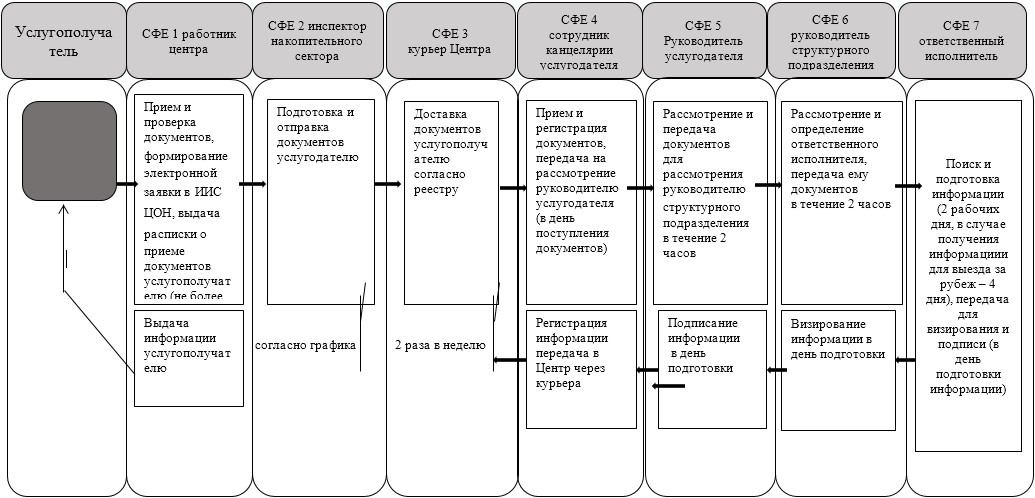 Услугополуча
тель
СФЕ 1 работник
центра
СФЕ 2 инспектор
накопительного
сектора
СФЕ 3
курьер Центра
СФЕ 4
сотрудник
канцелярии
услугодателя
СФЕ 5
Руководитель
услугодателя
СФЕ 6
руководитель
структурного
подразделения
СФЕ 7
ответственный
исполнитель
Прием и
проверка
документов,
формирование
электронной
заявки в ИИС
ЦОН, выдача
расписки о
приеме
документов
услугополучат
елю (не более
Подготовка и
отправка
документов
услугодателю
Доставка
документов
услугополуч
ателю
согласно
реестру
Прием и
регистрация
документов,
передача на
рассмотрение
руководителю
услугодателя
(в день
поступления
документов)
Рассмотрение и
передача
документов
для
рассмотрения
руководителю
структурного
подразделения
в течение 2
часов
Рассмотрение и
определение
ответственного
исполнителя,
передача ему
документов
в течение 2 часов
Поиск и
подготовка
информации
(2 рабочих
дня, в случае
получения
информациии
для выезда за
рубеж – 4
дня), передача
для
визирования и
подписи (в
день
подготовки
информации)
Выдача
информации
услугополучат
елю
согласно графика
2 раза в неделю
Регистрация
информации
передача в
Центр через
курьера
Подписание
информации
в день
подготовки
Визирование
информации в
день подготовки